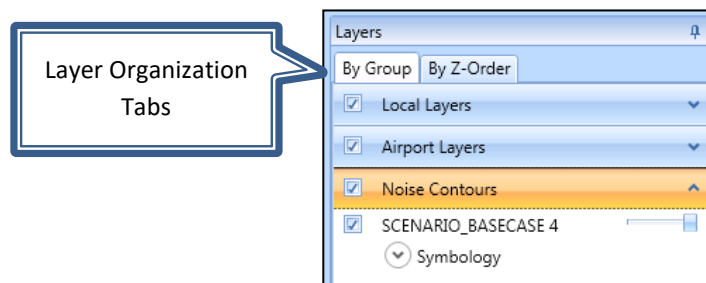 Layer Organization
Tabs
Layers
By Group By Z-Order
Local Layers
Airport Layers
Noise Contours
SCENARIO_BASECASE 4
Symbology